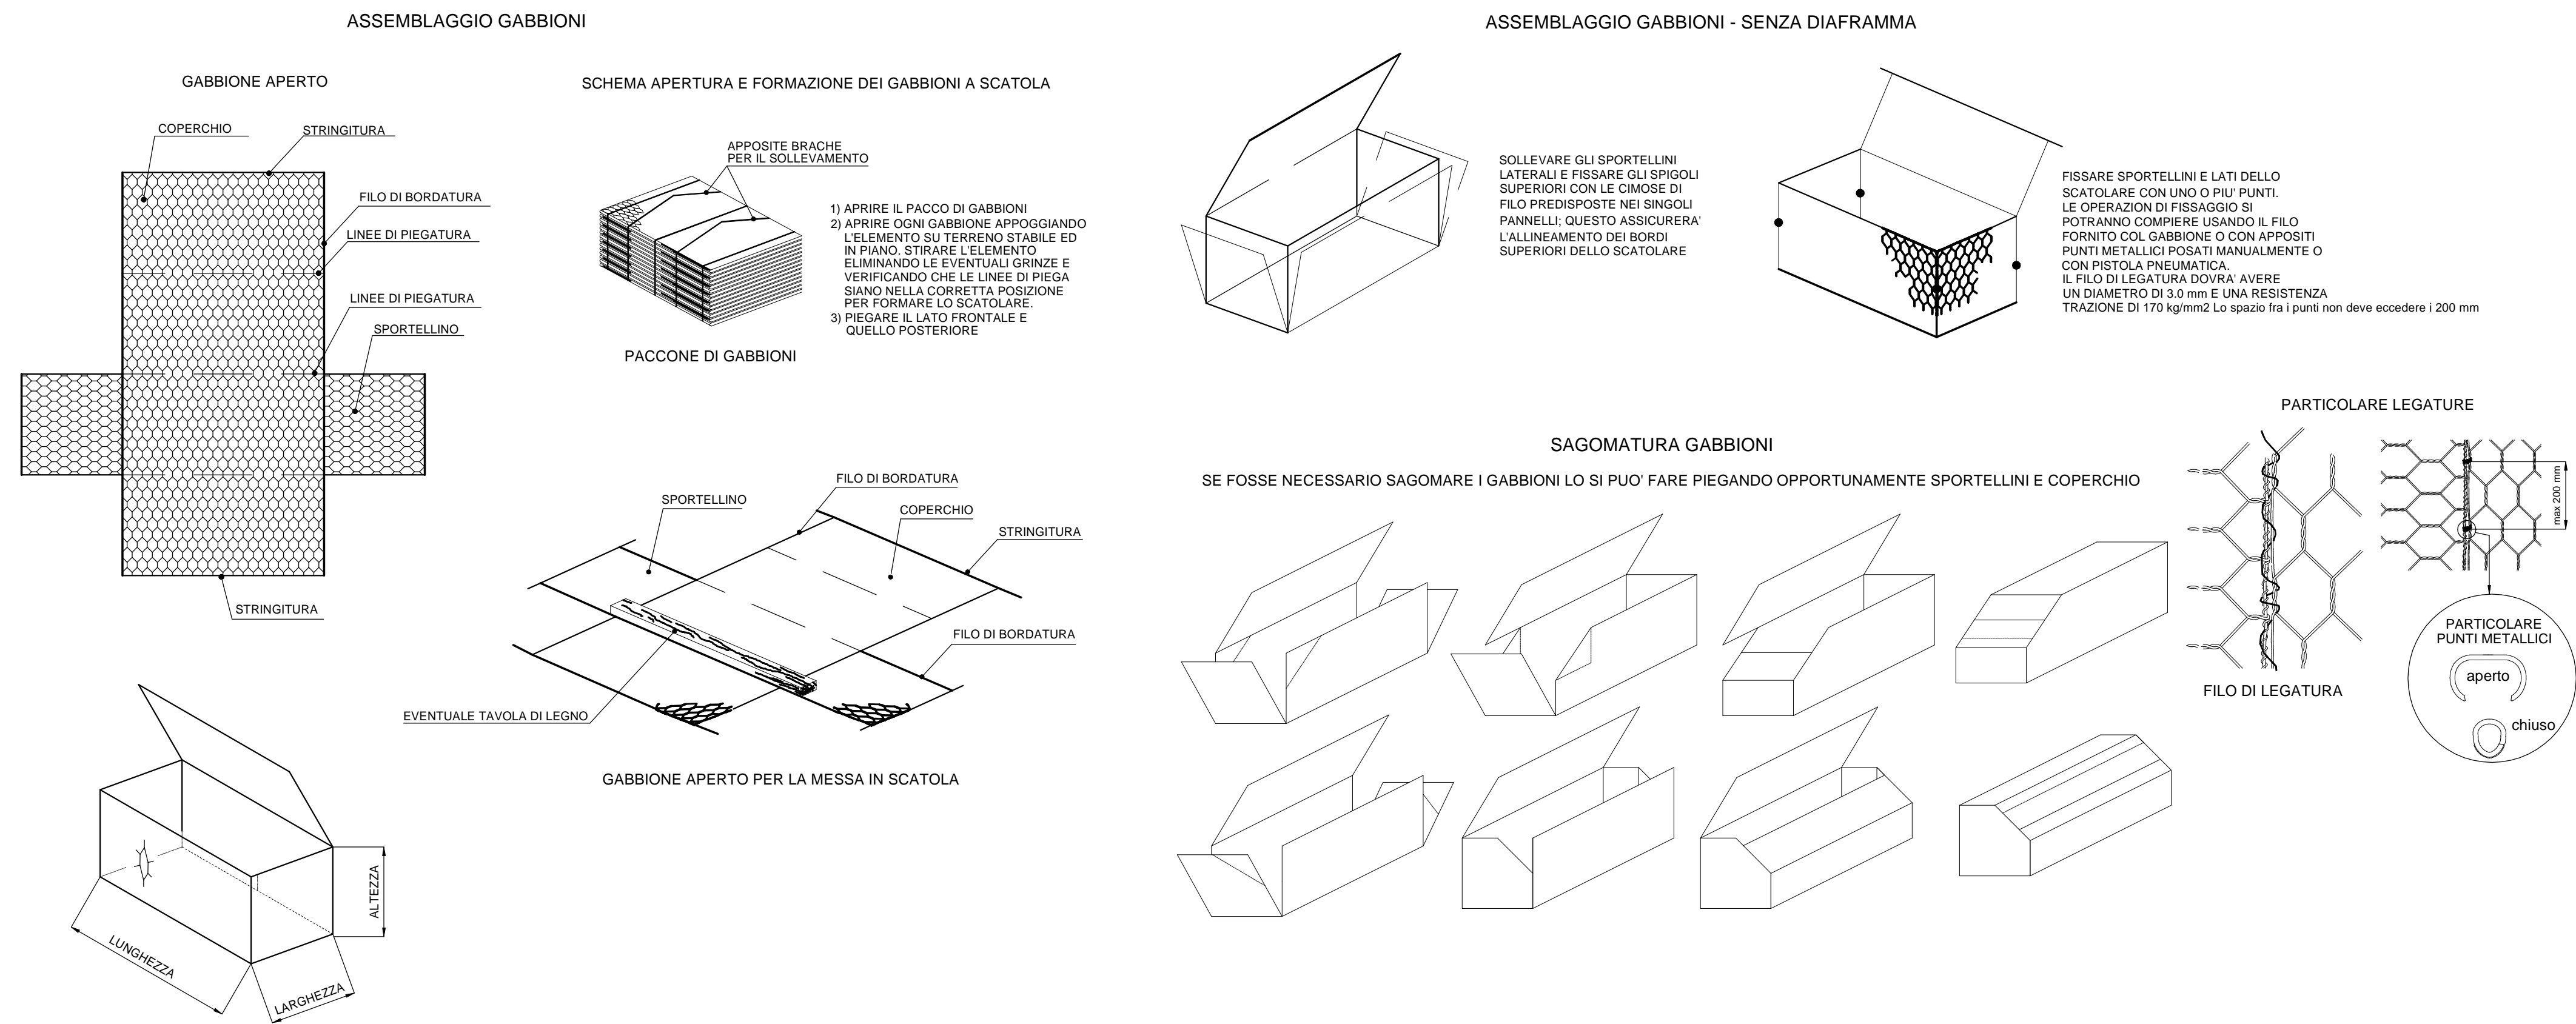 ASSEMBLAGGIO GABBIONI
GABBIONE APERTO
COPERCHIO
STRINGITURA
FILO DI BORDATURA
LINEE DI PIEGATURA
LINEE DI PIEGATURA
SPORTELLINO
STRINGITURA
SCHEMA APERTURA E FORMAZIONE DEI GABBIONI A SCATOLA
APPOSITE BRACHE
PER IL SOLLEVAMENTO
1) APRIRE IL PACCO DI GABBIONI
2) APRIRE OGNI GABBIONE APPOGGIANDO
L'ELEMENTO SU TERRENO STABILE ED
IN PIANO. STIRARE L'ELEMENTO
ELIMINANDO LE EVENTUALI GRINZE E
VERIFICANDO CHE LE LINEE DI PIEGA
SIANO NELLA CORRETTA POSIZIONE
PER FORMARE LO SCATOLARE.
3) PIEGARE IL LATO FRONTALE E
QUELLO POSTERIORE
PACCONE DI GABBIONI
FILO DI BORDATURA
SPORTELLINO
COPERCHIO
STRINGITURA
FILO DI BORDATURA
EVENTUALE TAVOLA DI LEGNO
GABBIONE APERTO PER LA MESSA IN SCATOLA
ALTEZZA
LUNGHEZZA
LARGHEZZA
ASSEMBLAGGIO GABBIONI - SENZA DIAFRAMMA
SOLLEVARE GLI SPORTELLINI
LATERALI E FISSARE GLI SPIGOLI
SUPERIORI CON LE CIMOSE DI
FILO PREDISPOSTE NEI SINGOLI
PANNELLI; QUESTO ASSICURERA'
L'ALLINEAMENTO DEI BORDI
SUPERIORI DELLO SCATOLARE
FISSARE SPORTELLINI E LATI DELLO
SCATOLARE CON UNO O PIU' PUNTI.
LE OPERAZION DI FISSAGGIO SI
POTRANNO COMPIERE USANDO IL FILO
FORNITO COL GABBIONE O CON APPOSITI
PUNTI METALLICI POSATI MANUALMENTE O
CON PISTOLA PNEUMATICA.
IL FILO DI LEGATURA DOVRA' AVERE
UN DIAMETRO DI 3.0 mm E UNA RESISTENZA
TRAZIONE DI 170 kg/mm2 Lo spazio fra i punti non deve eccedere i 200 mm
SAGOMATURA GABBIONI
SE FOSSE NECESSARIO SAGOMARE I GABBIONI LO SI PUO' FARE PIEGANDO OPPORTUNAMENTE SPORTELLINI E COPERCHIO
PARTICOLARE LEGATURE
max 200 mm
FILO DI LEGATURA
PARTICOLARE
PUNTI METALLICI
aperto
chiuso